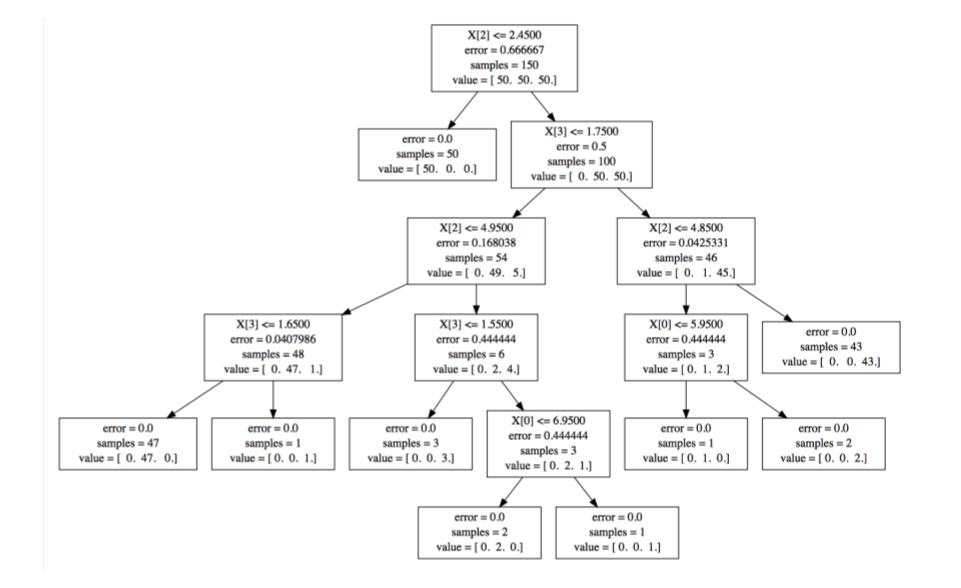 X[2] <= 2.4500
error = 0.666667
samples = 150
value = [ 50. 50. 50.]
error = 0.0
samples = 50
value = [ 50. 0. 0.]
X[3] <= 1.7500
error = 0.5
samples = 100
value = [ 0. 50. 50.]
X[2] <= 4.9500
error = 0.168038
samples = 54
value = [ 0. 49. 5.]
X[2] <= 4.8500
error = 0.0425331
samples = 46
value = [ 0. 1. 45.]
X[3] <= 1.6500
error = 0.0407986
samples = 48
value = [ 0. 47. 1.]
X[3] <= 1.5500
error = 0.444444
samples = 6
value = [ 0. 2. 4.]
X[0] <= 5.9500
error = 0.444444
samples = 3
value = [ 0. 1. 2.]
error = 0.0
samples = 43
value = [ 0. 0. 43.]
error = 0.0
samples = 47
value = [ 0. 47. 0.]
error = 0.0
samples = 1
value = [ 0. 0. 1.]
error = 0.0
samples = 3
value = [ 0. 0. 3.]
X[0] <= 6.9500
error = 0.444444
samples = 3
value = [ 0. 2. 1.]
error = 0.0
samples = 1
value = [ 0. 1. 0.]
error = 0.0
samples = 2
value = [ 0. 0. 2.]
error = 0.0
samples = 2
value = [ 0. 2. 0.]
error = 0.0
samples = 1
value = [ 0. 0. 1.]